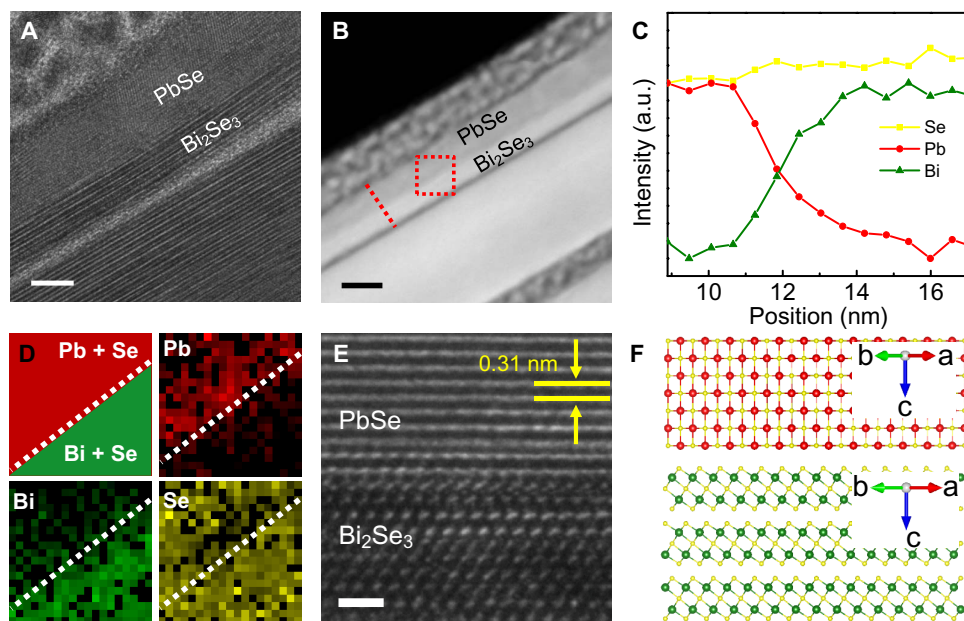 A
PbSe
Bi₂Se₃
B
PbSe
Bi₂Se₃
C
Intensity (a.u.)
Se
Pb
Bi
10 12 14 16
Position (nm)
D
Pb + Se
Bi + Se
Pb
Bi
Se
E
0.31 nm
PbSe
Bi₂Se₃
F
b a
c
b a
c